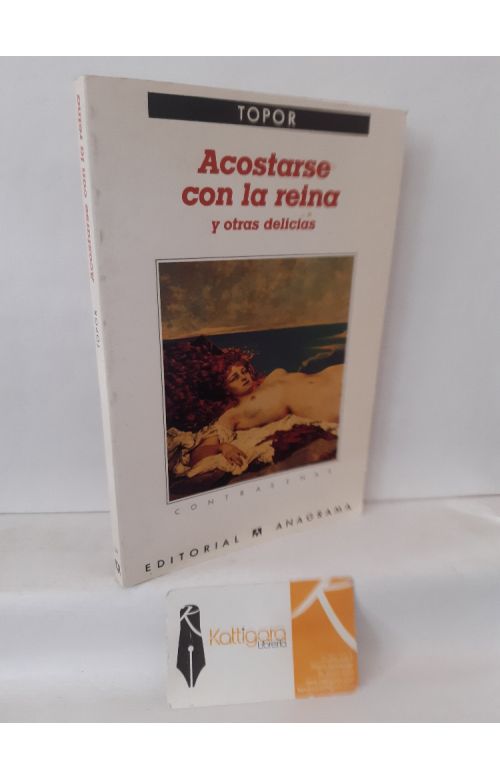 TOPOR
Acostarse
con la reina
y otras delicias
CONTRASEÑAS
EDITORIAL A ANAGRAMA
TOPOR Acostarse con la reina
K
Kattigara
Librería
K